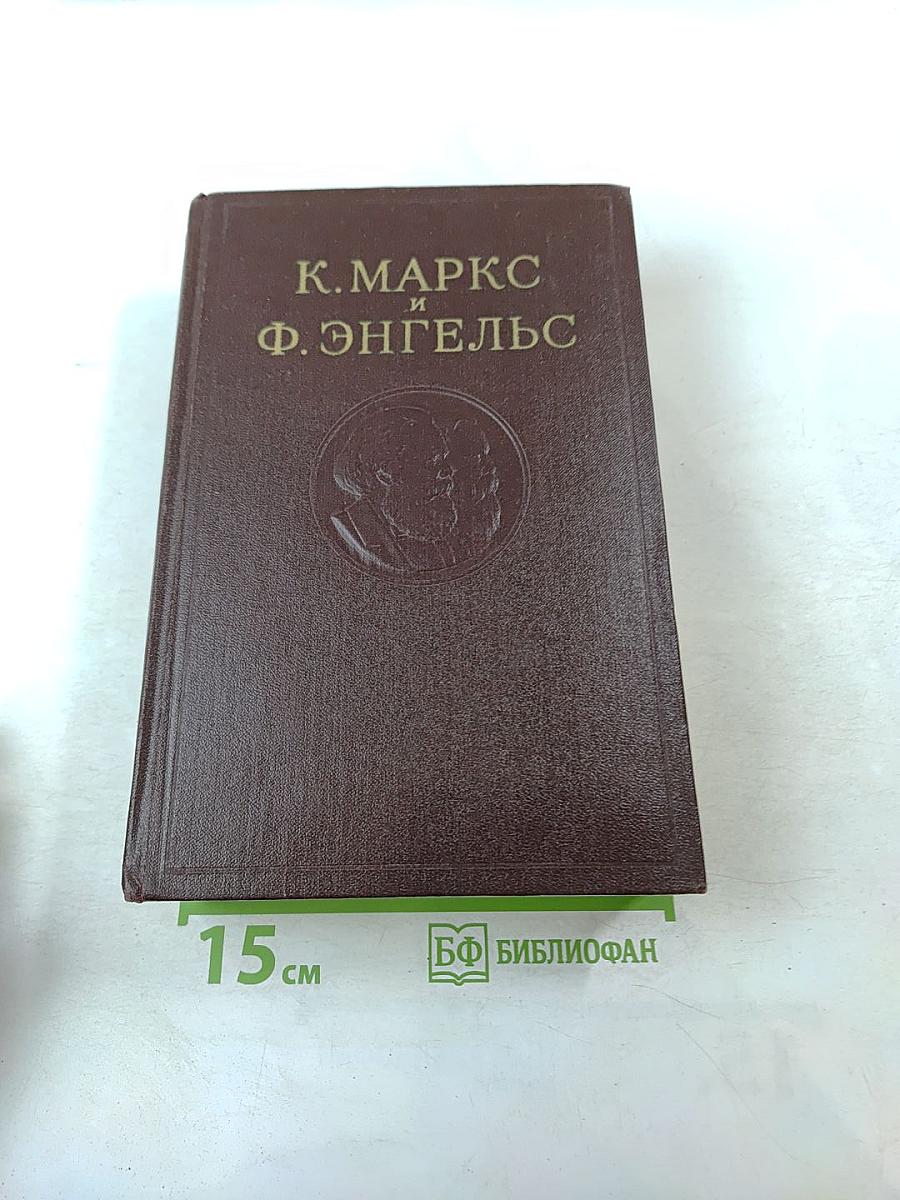 К. МАРКС
и
Ф. ЭНГЕЛЬС
15 см
БФ БИБЛИОФАН